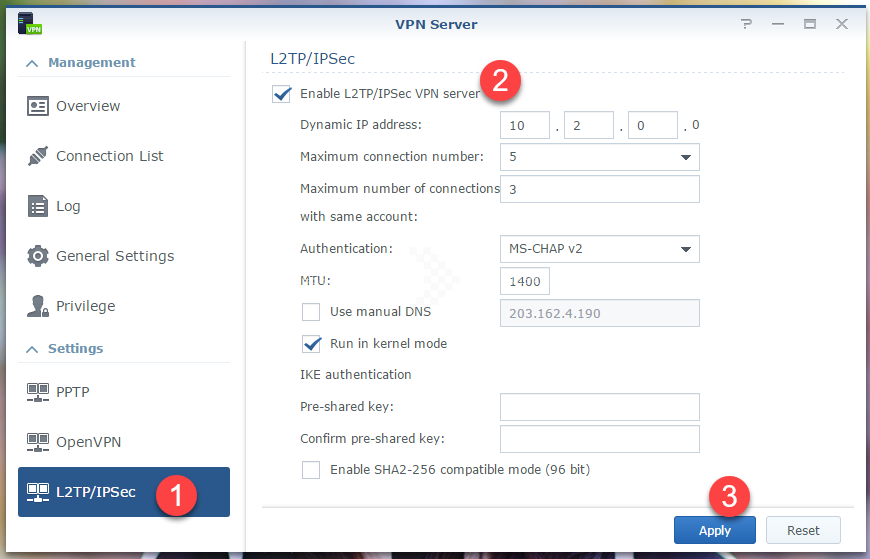 VPN Server
VPN
Management
Overview
Connection List
Log
General Settings
Privilege
Settings
PPTP
OpenVPN
L2TP/IPSec
1
L2TP/IPSec
Enable L2TP/IPSec VPN server
2
Dynamic IP address: 10 . 2 . 0 . 0
Maximum connection number: 5
Maximum number of connections 3
with same account:
Authentication: MS-CHAP v2
MTU: 1400
Use manual DNS 203.162.4.190
Run in kernel mode
IKE authentication
Pre-shared key:
Confirm pre-shared key:
Enable SHA2-256 compatible mode (96 bit)
3
Apply Reset